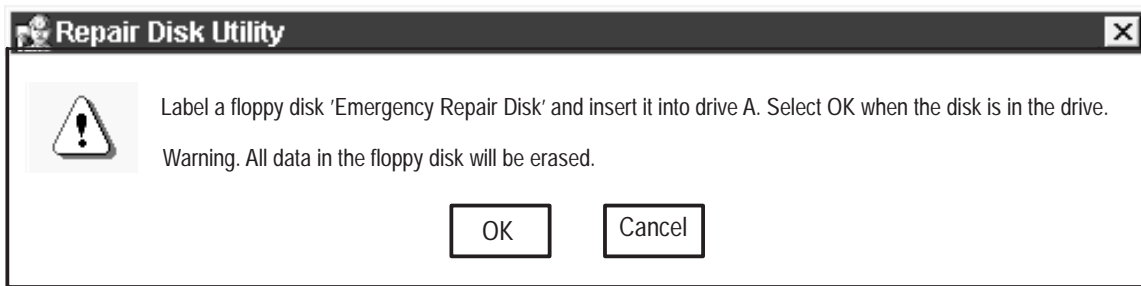 Repair Disk Utility
Label a floppy disk 'Emergency Repair Disk' and insert it into drive A. Select OK when the disk is in the drive.
Warning. All data in the floppy disk will be erased.
OK Cancel